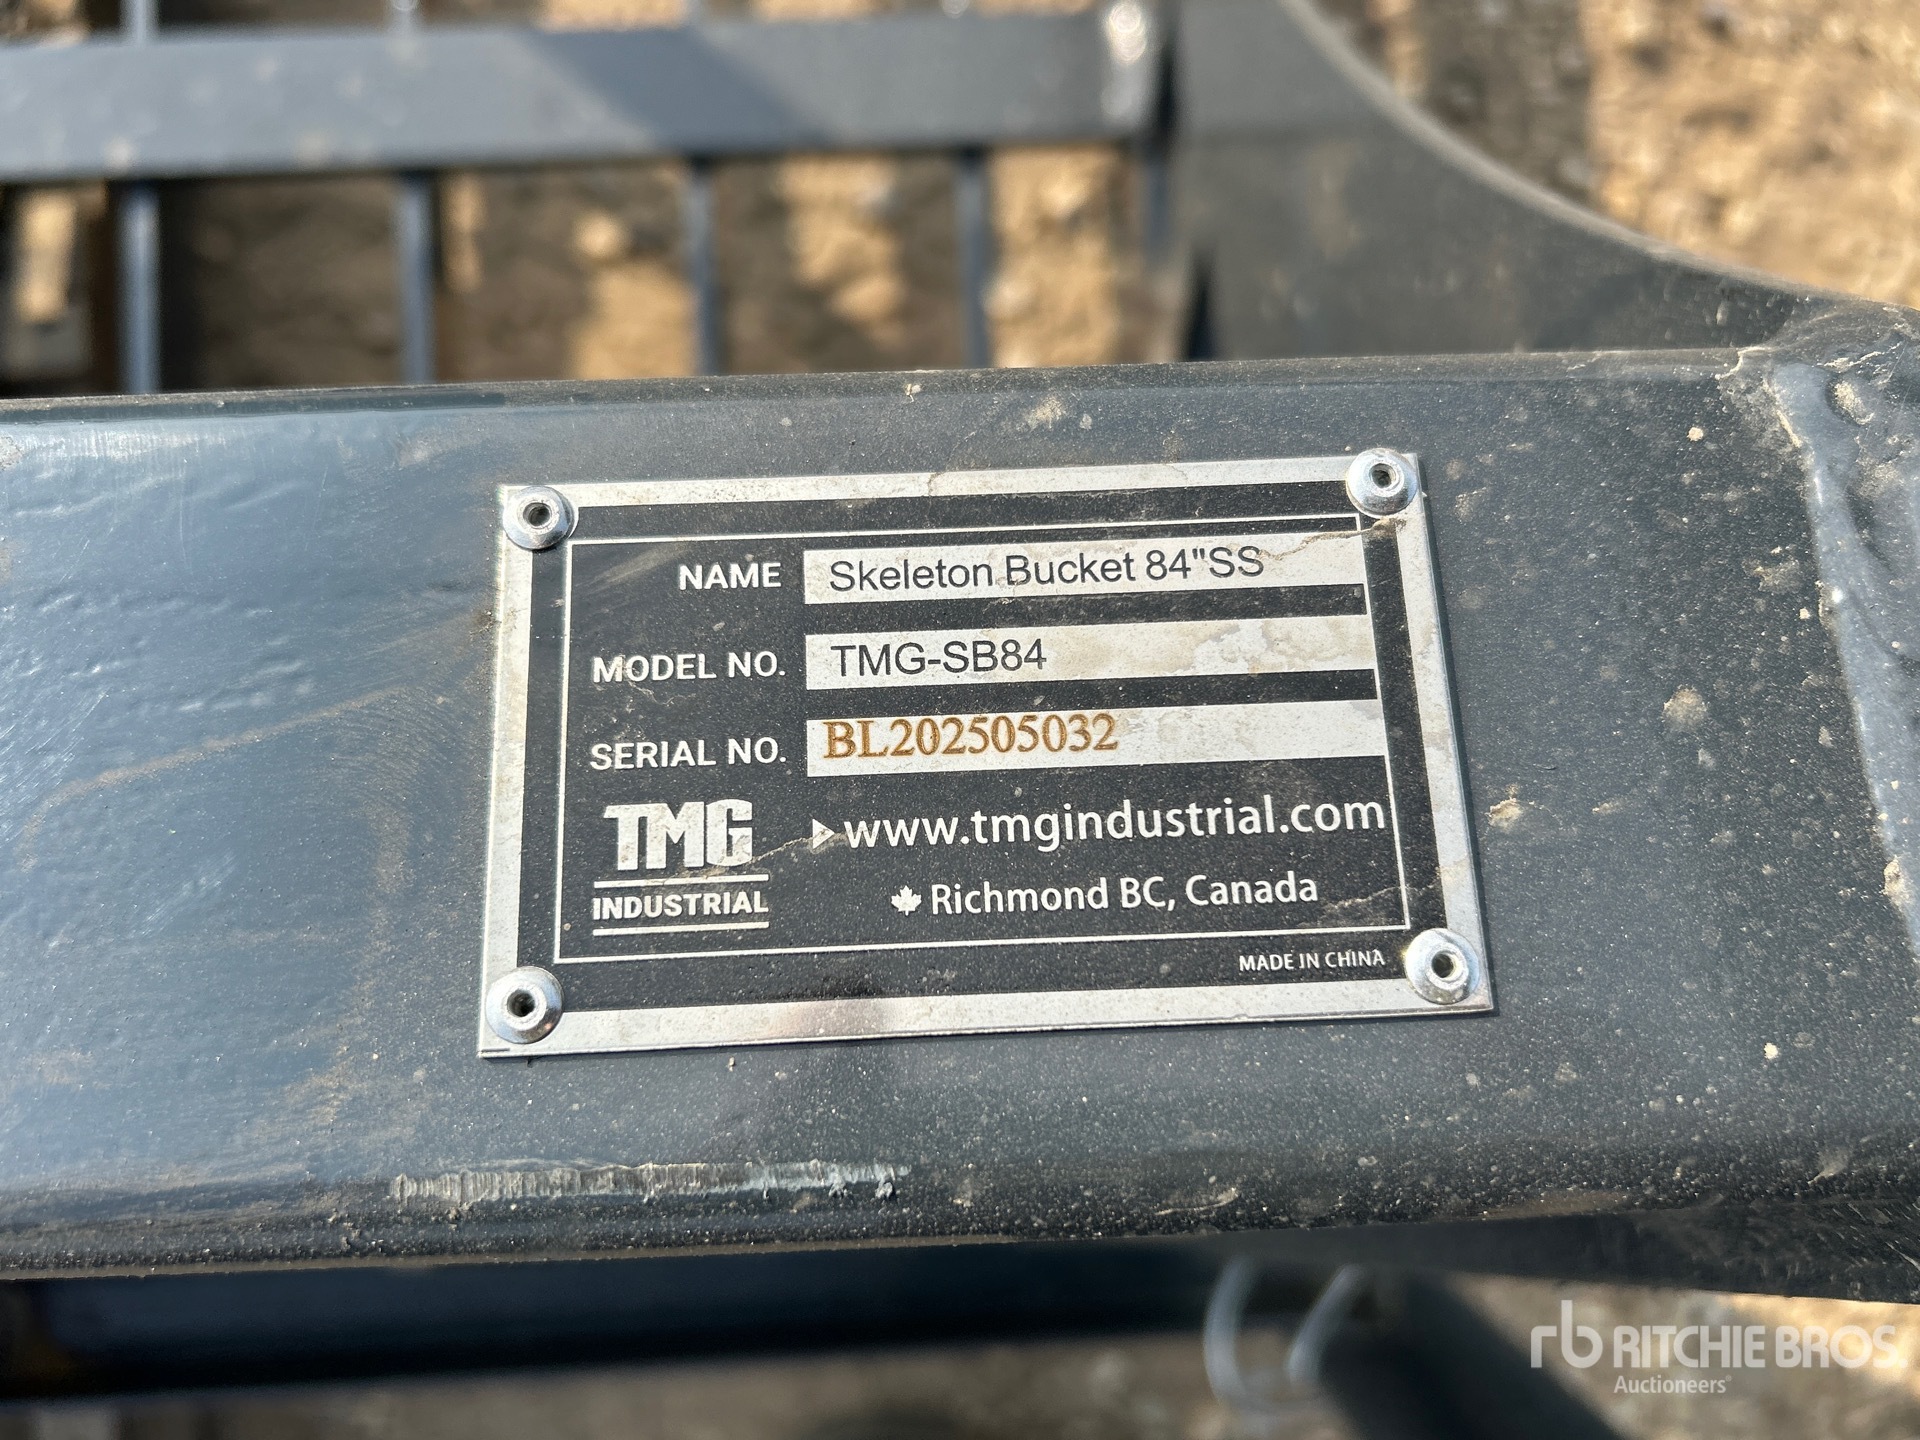 NAME Skeleton Bucket 84"SS
MODEL NO. TMG-SB84
SERIAL NO. BL202505032
TMG
INDUSTRIAL
www.tmgindustrial.com
Richmond BC, Canada
MADE IN CHINA
rb RITCHIE BROS.
Auctioneers